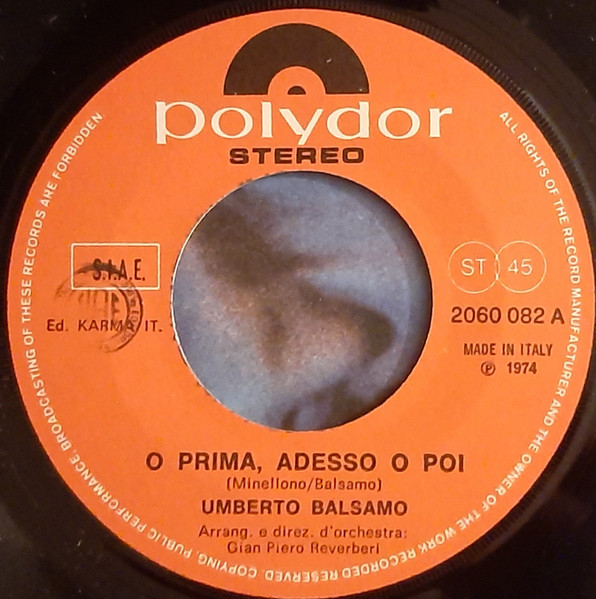 polydor
STEREO
S.I.A.E.
Ed. KARMA IT.
ST 45
2060 082 A
MADE IN ITALY
℗ 1974
O PRIMA, ADESSO O POI
(Minellono/Balsamo)
UMBERTO BALSAMO
Arrang. e direz. d'orchestra:
Gian Piero Reverberi
ALL RIGHTS OF THE RECORD MANUFACTURER AND THE OWNER OF THE WORK RECORDED RESERVED. COPYING, PUBLIC PERFORMANCE, BROADCASTING OF THESE RECORDS ARE FORBIDDEN